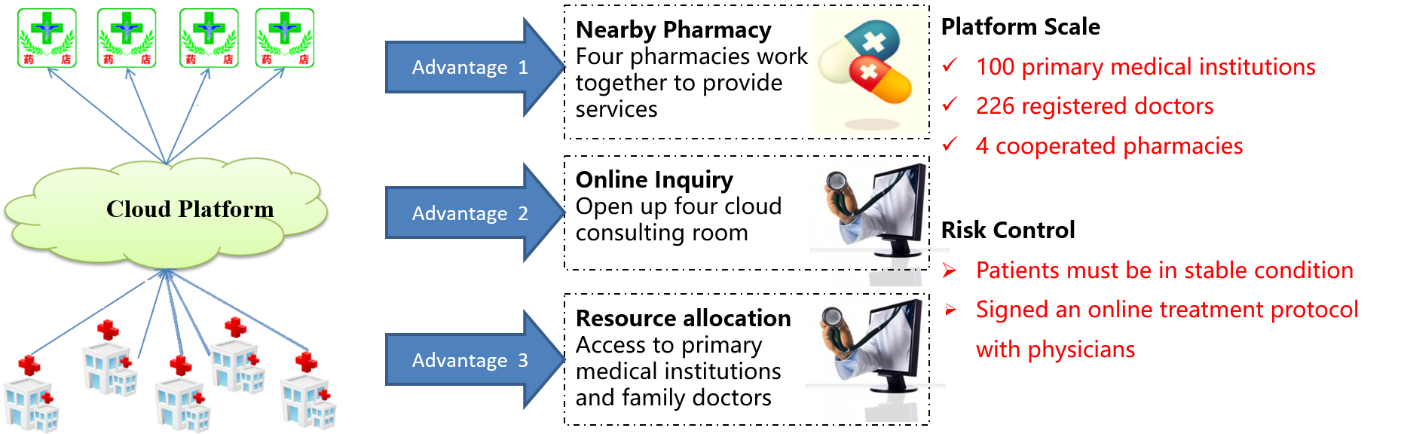 药 店
药 店
药 店
药 店
Cloud Platform
Advantage 1
Nearby Pharmacy
Four pharmacies work
together to provide
services
Advantage 2
Online Inquiry
Open up four cloud
consulting room
Advantage 3
Resource allocation
Access to primary
medical institutions
and family doctors
Platform Scale
✓ 100 primary medical institutions
✓ 226 registered doctors
✓ 4 cooperated pharmacies
Risk Control
➢ Patients must be in stable condition
➢ Signed an online treatment protocol
with physicians